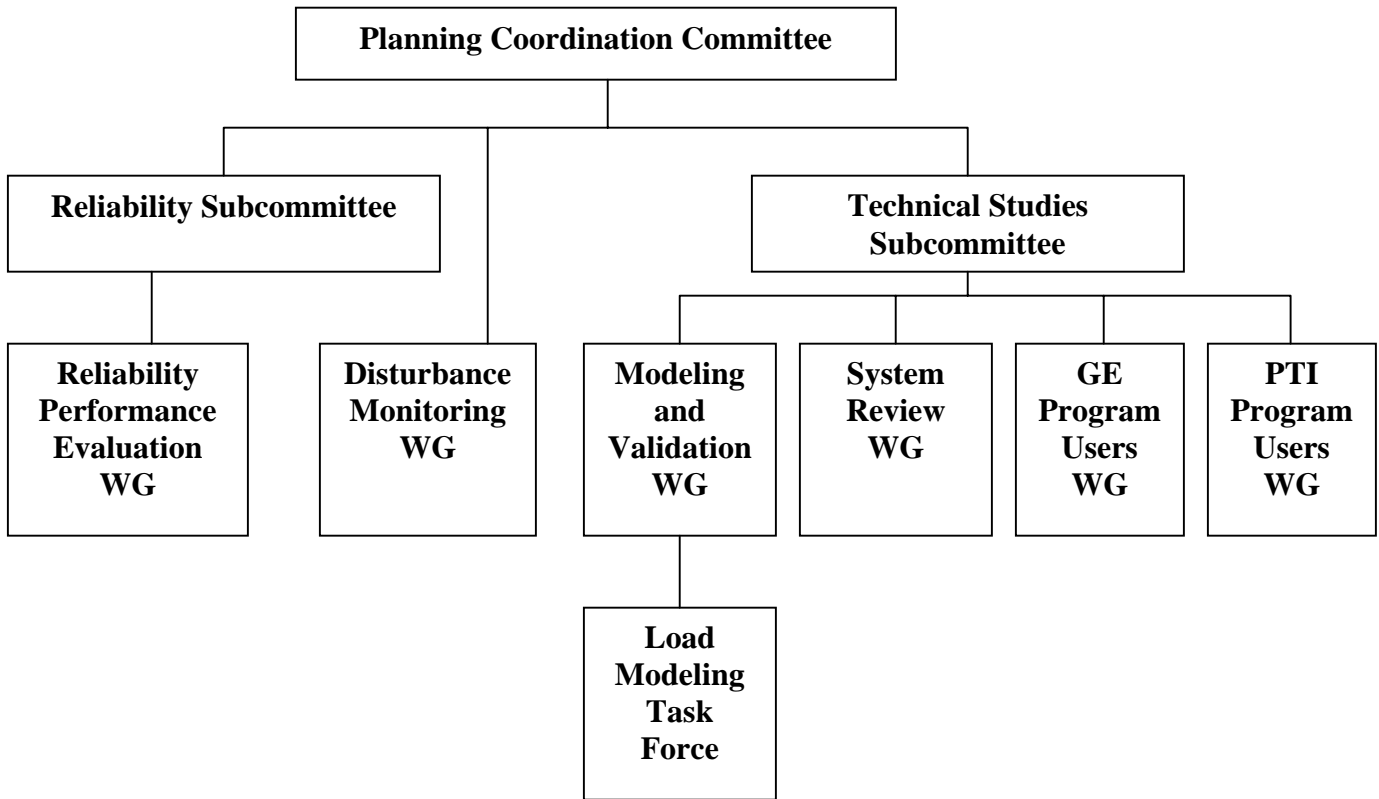 Planning Coordination Committee
Reliability Subcommittee
Technical Studies
Subcommittee
Reliability
Performance
Evaluation
WG
Disturbance
Monitoring
WG
Modeling
and
Validation
WG
System
Review
WG
GE
Program
Users
WG
PTI
Program
Users
WG
Load
Modeling
Task
Force